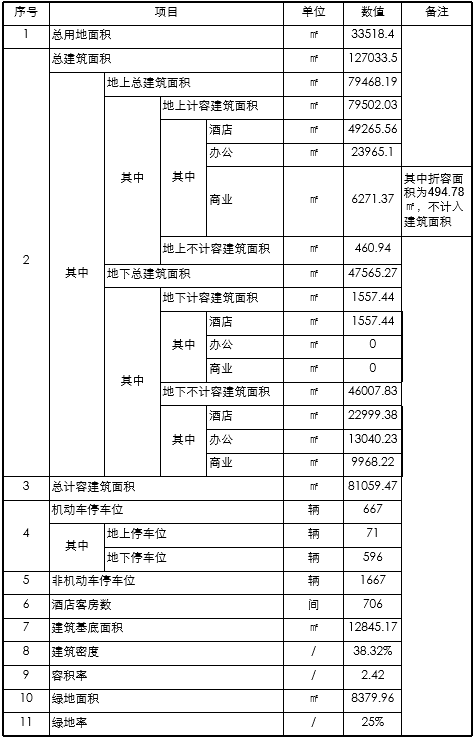 序号 项目 单位 数值 备注
1 总用地面积 ㎡ 33518.4
总建筑面积 ㎡ 127033.5
地上总建筑面积 ㎡ 79468.19
地上计容建筑面积 ㎡ 79502.03
酒店 ㎡ 49265.56
办公 ㎡ 23965.1
其中 其中
商业 ㎡ 6271.37 其中折容面
积为494.78
㎡，不计入
建筑面积
地上不计容建筑面积 ㎡ 460.94
2 其中
地下总建筑面积 ㎡ 47565.27
地下计容建筑面积 ㎡ 1557.44
酒店 ㎡ 1557.44
其中 办公 ㎡ 0
商业 ㎡ 0
其中
地下不计容建筑面积 ㎡ 46007.83
酒店 ㎡ 22999.38
其中 办公 ㎡ 13040.23
商业 ㎡ 9968.22
3 总计容建筑面积 ㎡ 81059.47
机动车停车位 辆 667
4 其中 地上停车位 辆 71
地下停车位 辆 596
5 非机动车停车位 辆 1667
6 酒店客房数 间 706
7 建筑基底面积 ㎡ 12845.17
8 建筑密度 / 38.32%
9 容积率 / 2.42
10 绿地面积 ㎡ 8379.96
11 绿地率 / 25%